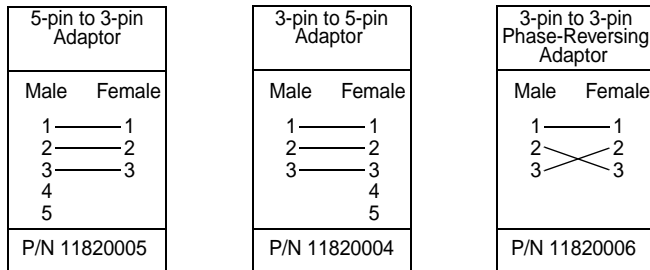 5-pin to 3-pin
Adaptor
Male Female
1 1
2 2
3 3
4
5
P/N 11820005
3-pin to 5-pin
Adaptor
Male Female
1 1
2 2
3 3
4
5
P/N 11820004
3-pin to 3-pin
Phase-Reversing
Adaptor
Male Female
1 1
2 2
3 3
P/N 11820006